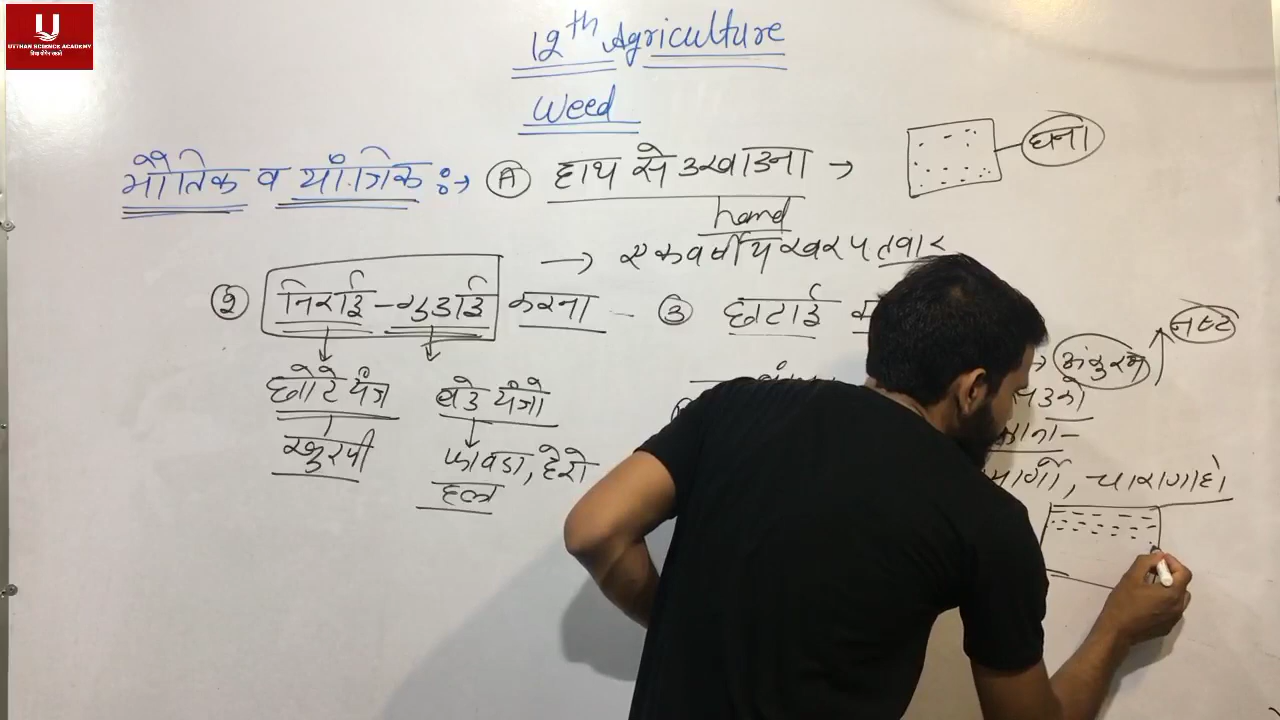 U
UTTHAN SCIENCE ACADEMY
12th Agriculture
Weed
भौतिक व यांत्रिक :→ A हाथ से उखाडना → घना
hand
→ एकवर्षीय खरपतवार
2 निराई-गुडाई करना 3 छाटाई
नष्ट
→ अंकुरण
छोटे यंत्र बडे यंत्रो
खुरपी फावडा, हेरो
हल
मार्गो, चारागाहो